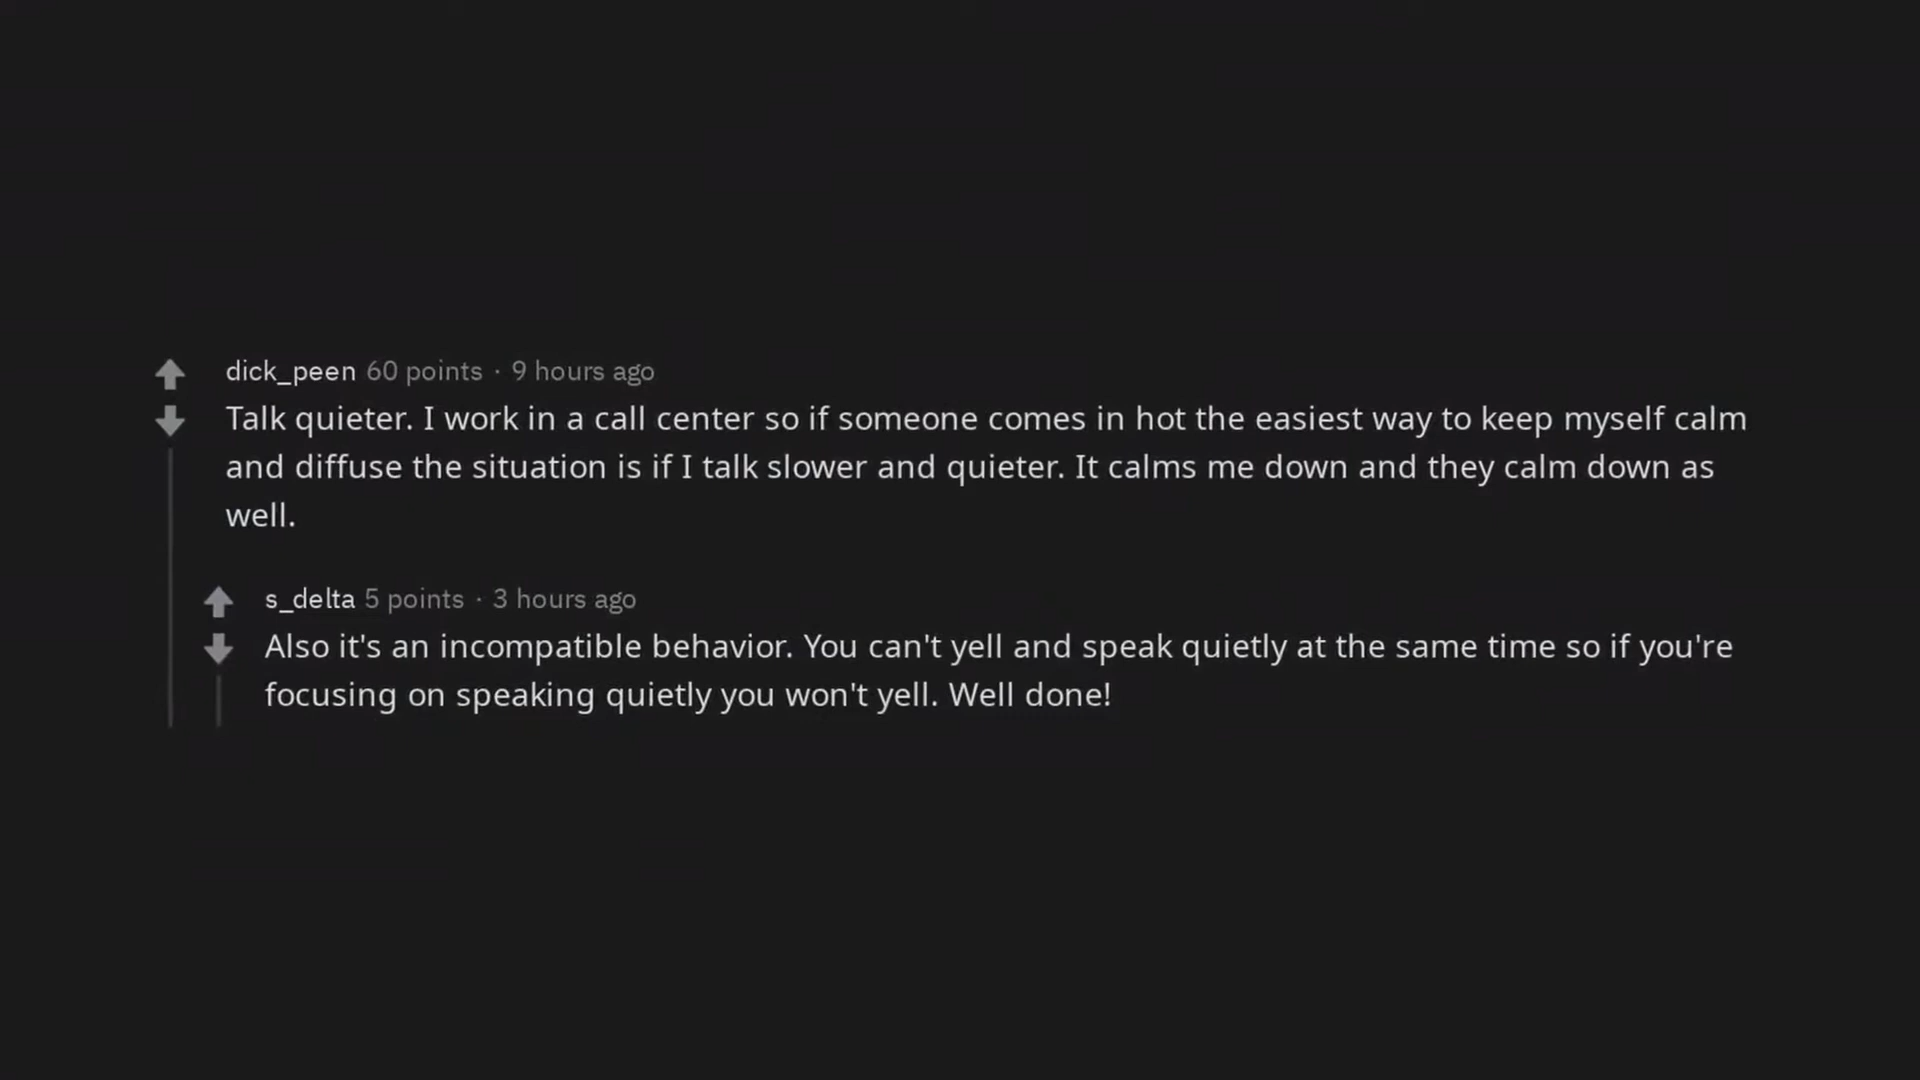 dick_peen 60 points · 9 hours ago
Talk quieter. I work in a call center so if someone comes in hot the easiest way to keep myself calm
and diffuse the situation is if I talk slower and quieter. It calms me down and they calm down as
well.
s_delta 5 points · 3 hours ago
Also it's an incompatible behavior. You can't yell and speak quietly at the same time so if you're
focusing on speaking quietly you won't yell. Well done!